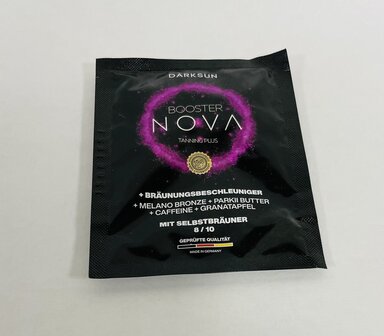 DARKSUN
BOOSTER
NOVA
TANNING PLUS
+ BRÄUNUNGSBESCHLEUNIGER
+ MELANO BRONZE + PARKII BUTTER
+ CAFFEINE + GRANATAPFEL
MIT SELBSTBRÄUNER
8 / 10
GEPRÜFTE QUALITÄT
MADE IN GERMANY